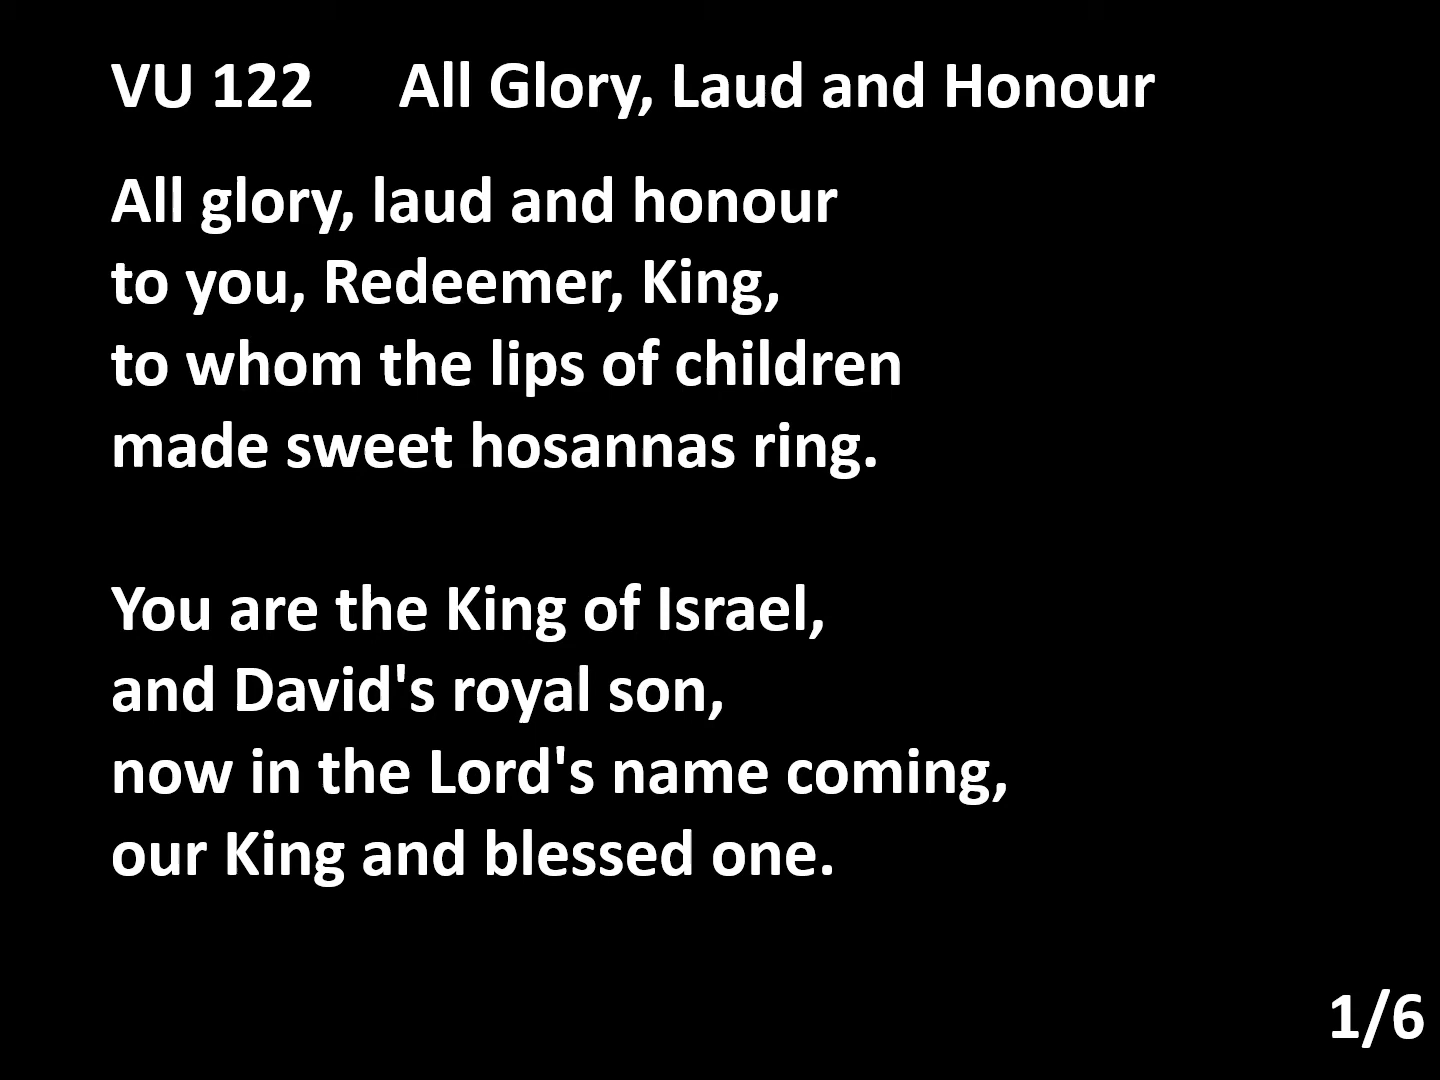 VU 122 All Glory, Laud and Honour
All glory, laud and honour
to you, Redeemer, King,
to whom the lips of children
made sweet hosannas ring.
You are the King of Israel,
and David's royal son,
now in the Lord's name coming,
our King and blessed one.
1/6